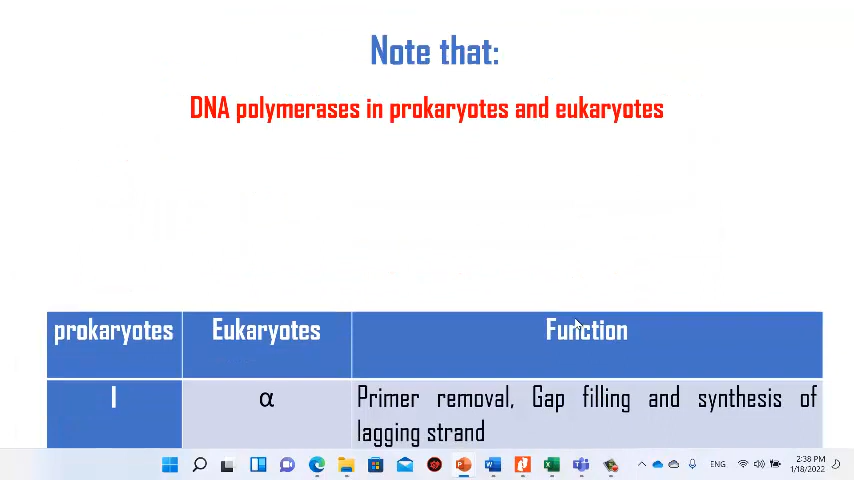 Note that:
DNA polymerases in prokaryotes and eukaryotes
prokaryotes Eukaryotes Function
I α Primer removal, Gap filling and synthesis of
lagging strand
ENG 2:38 PM
1/18/2022